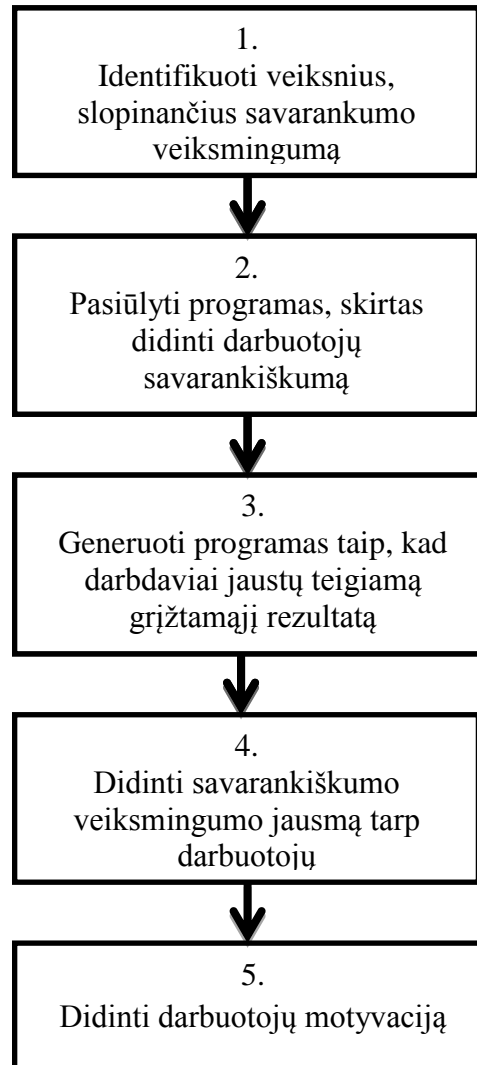 1.
Identifikuoti veiksnius,
slopinančius savarankumo
veiksmingumą
2.
Pasiūlyti programas, skirtas
didinti darbuotojų
savarankiškumą
3.
Generuoti programas taip, kad
darbdaviai jaustų teigiamą
grįžtamąjį rezultatą
4.
Didinti savarankiškumo
veiksmingumo jausmą tarp
darbuotojų
5.
Didinti darbuotojų motyvaciją